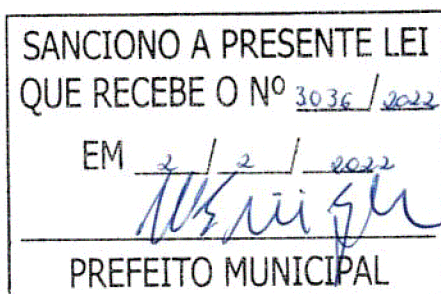 SANCIONO A PRESENTE LEI
QUE RECEBE O Nº 3036 / 2022
EM 2 / 2 / 2022
PREFEITO MUNICIPAL